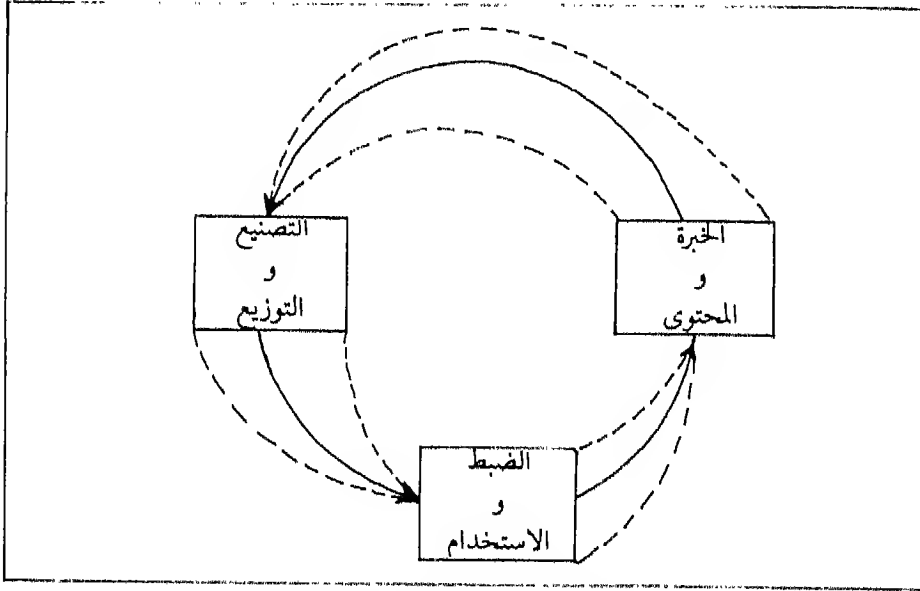 الخبرة
و
المحتوى
التصنيع
و
التوزيع
الضبط
و
الاستخدام